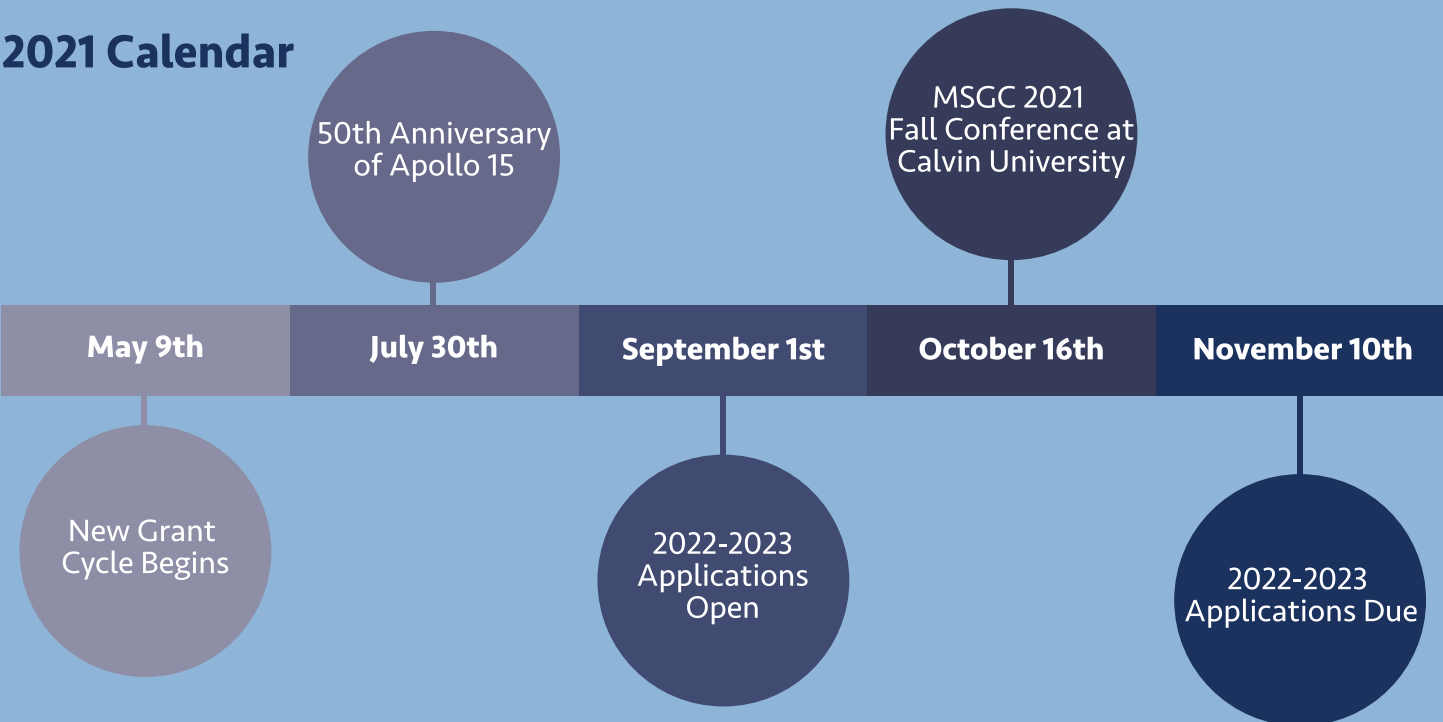 2021 Calendar
50th Anniversary
of Apollo 15
MSGC 2021
Fall Conference at
Calvin University
May 9th
July 30th
September 1st
October 16th
November 10th
New Grant
Cycle Begins
2022-2023
Applications
Open
2022-2023
Applications Due